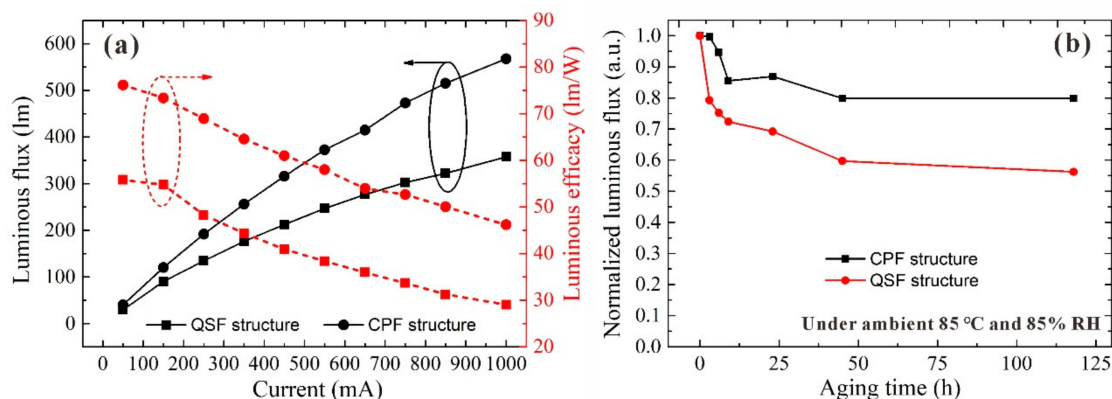 (a)
Luminous flux (lm)
600
500
400
300
200
100
0
0 100 200 300 400 500 600 700 800 900 1000
Current (mA)
QSF structure
CPF structure
90
80
70
60
50
40
30
20
Luminous efficacy (lm/W)
(b)
Normalized luminous flux (a.u.)
1.0
0.9
0.8
0.7
0.6
0.5
0.4
0.3
0.2
0.1
0.0
CPF structure
QSF structure
Under ambient 85 ℃ and 85% RH
0 25 50 75 100 125
Aging time (h)